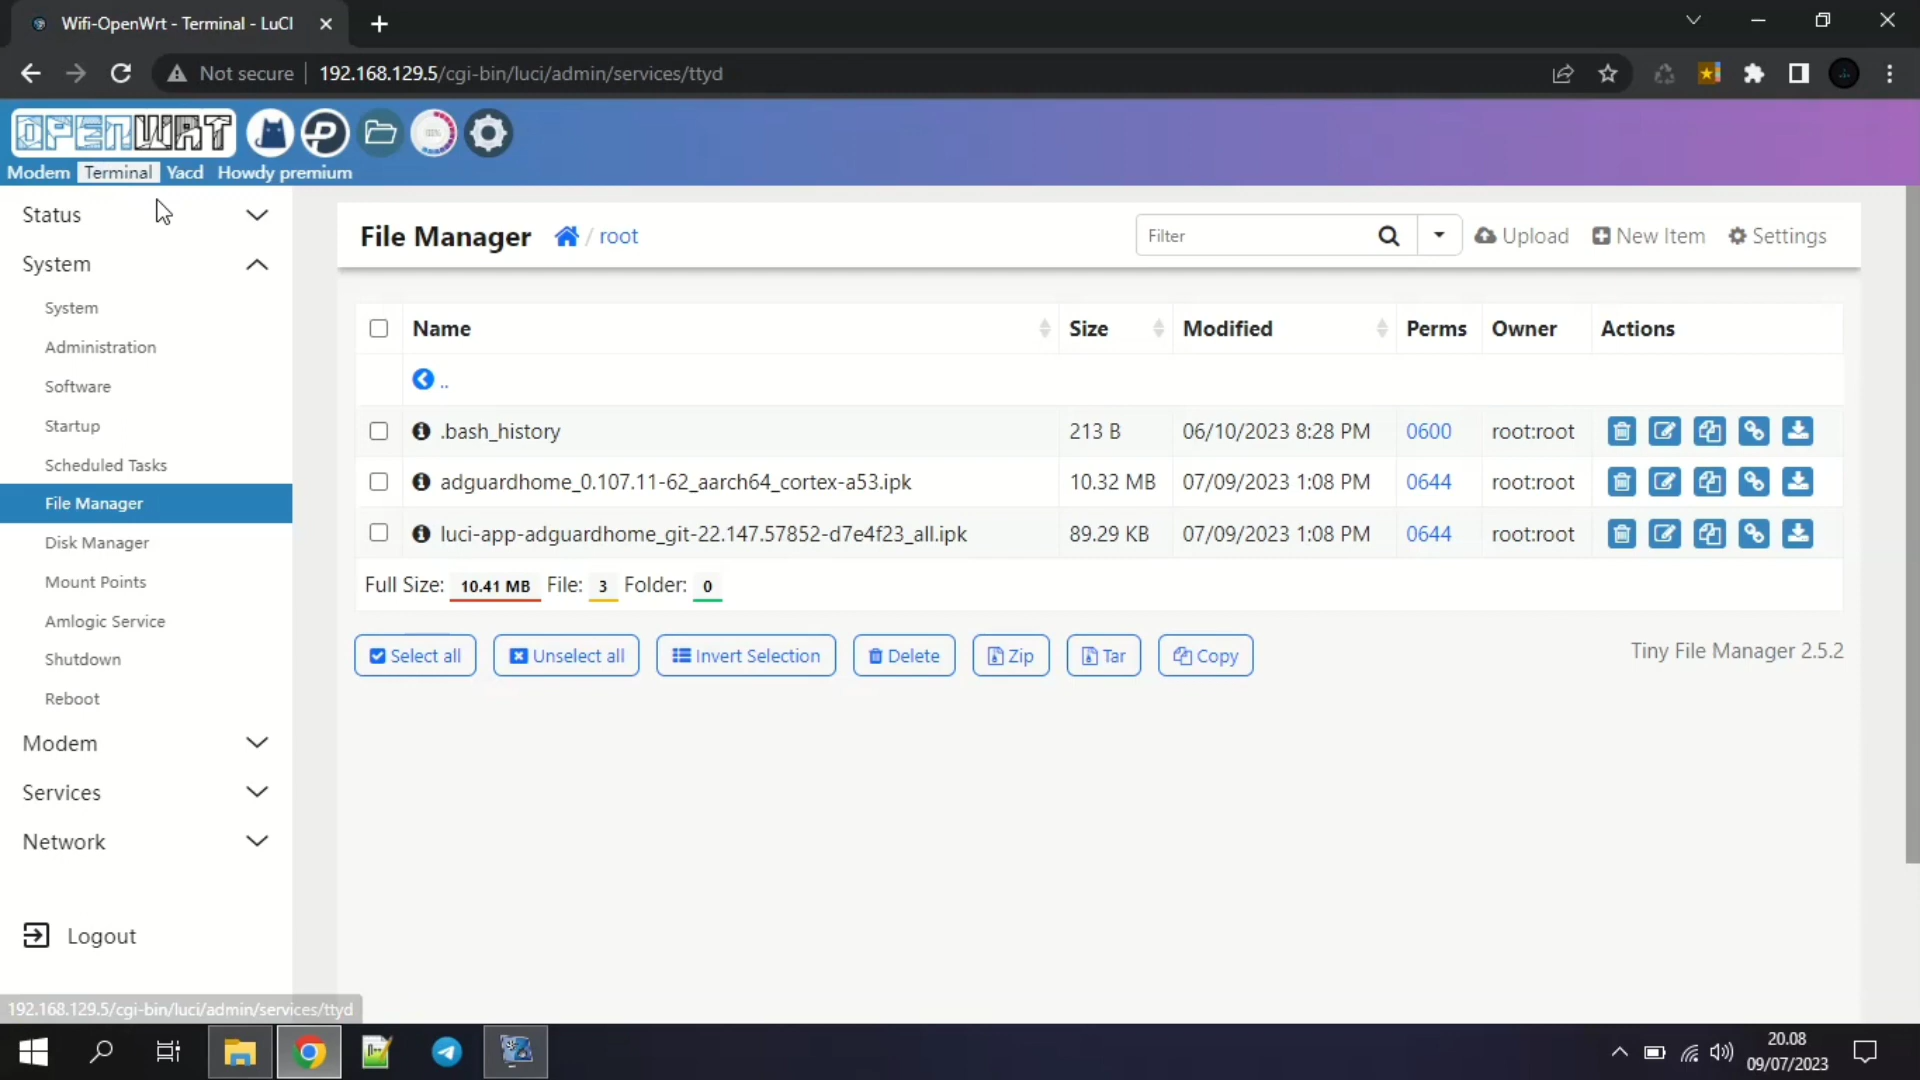 Wifi-OpenWrt - Terminal - LuCI
Not secure
192.168.129.5/cgi-bin/luci/admin/services/ttyd
OPENWRT
100%
Modem
Terminal
Yacd
Howdy premium
Status
System
System
Administration
Software
Startup
Scheduled Tasks
File Manager
Disk Manager
Mount Points
Amlogic Service
Shutdown
Reboot
Modem
Services
Network
Logout
192.168.129.5/cgi-bin/luci/admin/services/ttyd
File Manager / root
Filter
Upload
New Item
Settings
Name Size Modified Perms Owner Actions
..
.bash_history 213 B 06/10/2023 8:28 PM 0600 root:root
adguardhome_0.107.11-62_aarch64_cortex-a53.ipk 10.32 MB 07/09/2023 1:08 PM 0644 root:root
luci-app-adguardhome_git-22.147.57852-d7e4f23_all.ipk 89.29 KB 07/09/2023 1:08 PM 0644 root:root
Full Size: 10.41 MB File: 3 Folder: 0
Select all
Unselect all
Invert Selection
Delete
Zip
Tar
Copy
Tiny File Manager 2.5.2
20.08
09/07/2023